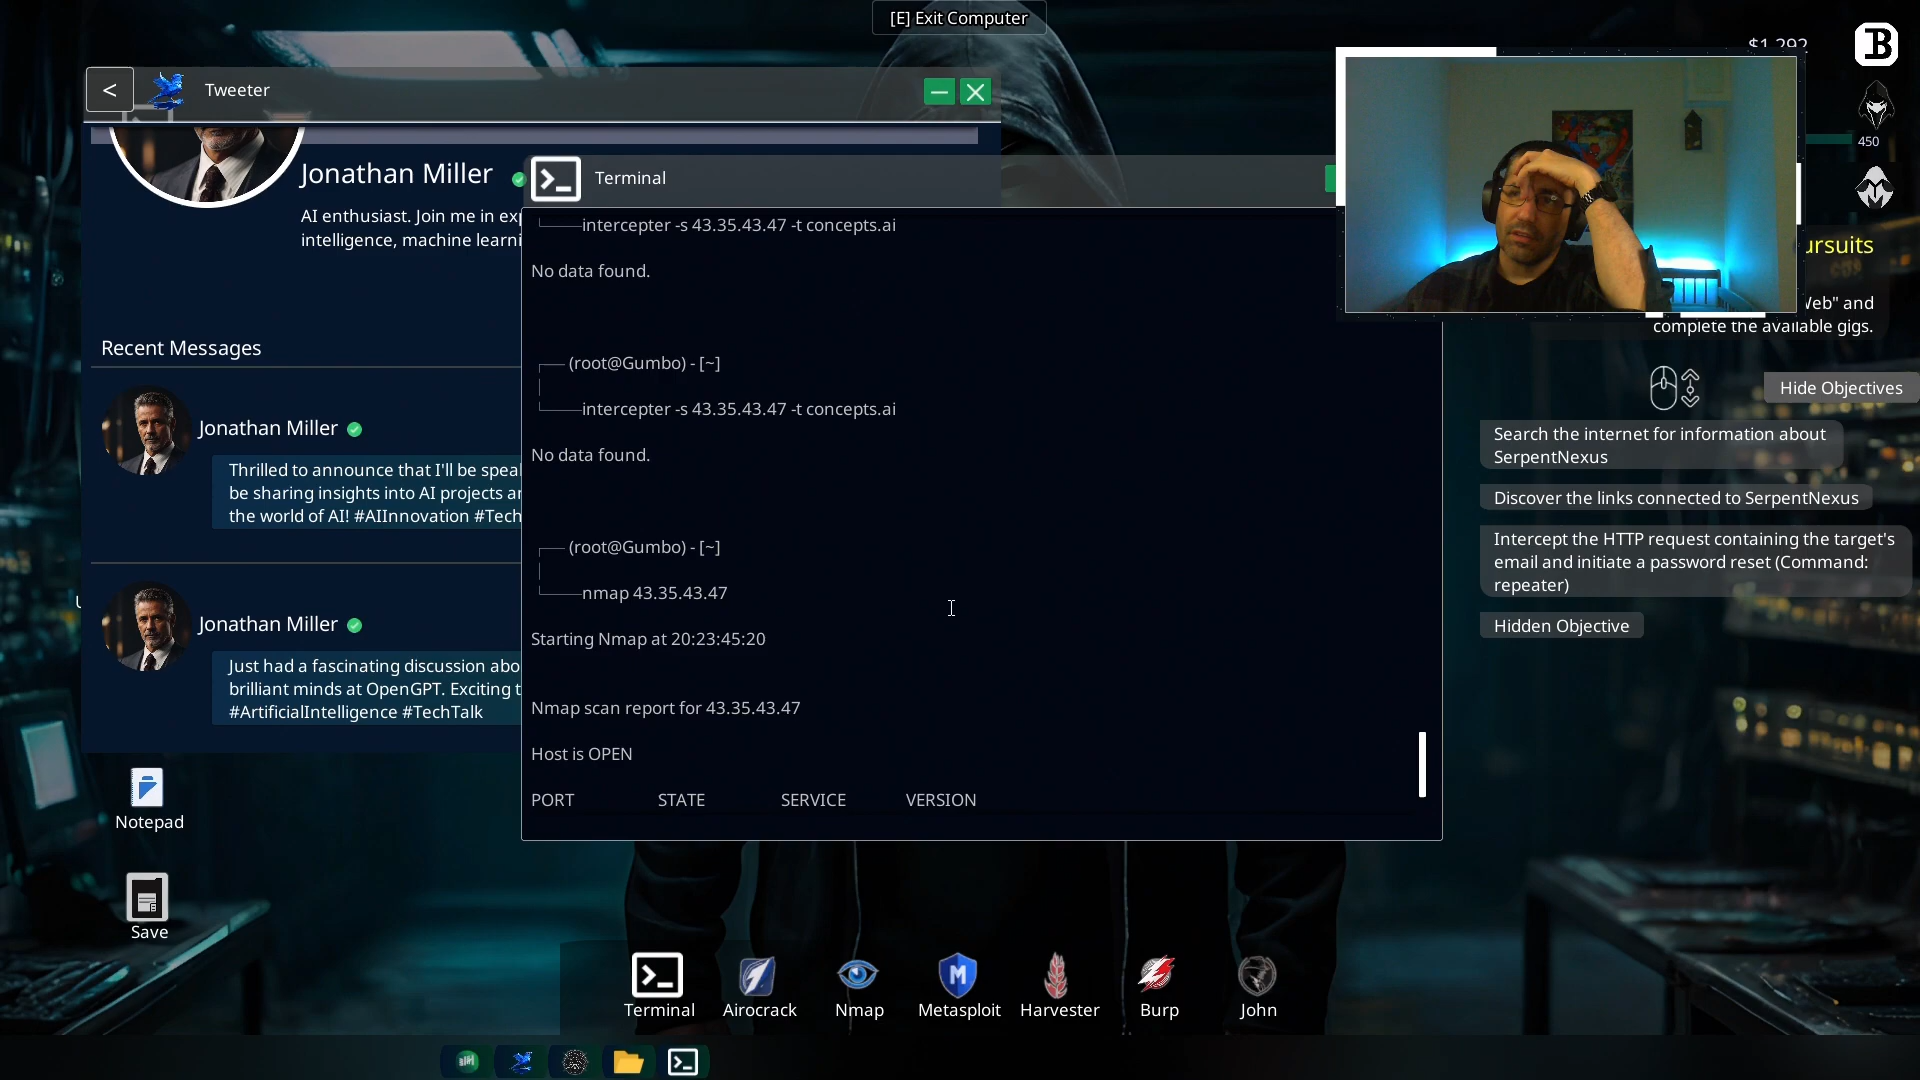 [E] Exit Computer
$1,292
B
<
Tweeter
Jonathan Miller
AI enthusiast. Join me in exp
intelligence, machine learni
Recent Messages
Jonathan Miller
Thrilled to announce that I'll be speal
be sharing insights into AI projects ar
the world of AI! #AIInnovation #Tech
Jonathan Miller
Just had a fascinating discussion abo
brilliant minds at OpenGPT. Exciting t
#ArtificialIntelligence #TechTalk
Terminal
intercepter -s 43.35.43.47 -t concepts.ai
No data found.
(root@Gumbo) - [~]
intercepter -s 43.35.43.47 -t concepts.ai
No data found.
(root@Gumbo) - [~]
nmap 43.35.43.47
Starting Nmap at 20:23:45:20
Nmap scan report for 43.35.43.47
Host is OPEN
PORT STATE SERVICE VERSION
450
ursuits
Web" and
complete the available gigs.
Hide Objectives
Search the internet for information about
SerpentNexus
Discover the links connected to SerpentNexus
Intercept the HTTP request containing the target's
email and initiate a password reset (Command:
repeater)
Hidden Objective
Notepad
Save
Terminal
Airocrack
Nmap
Metasploit
Harvester
Burp
John